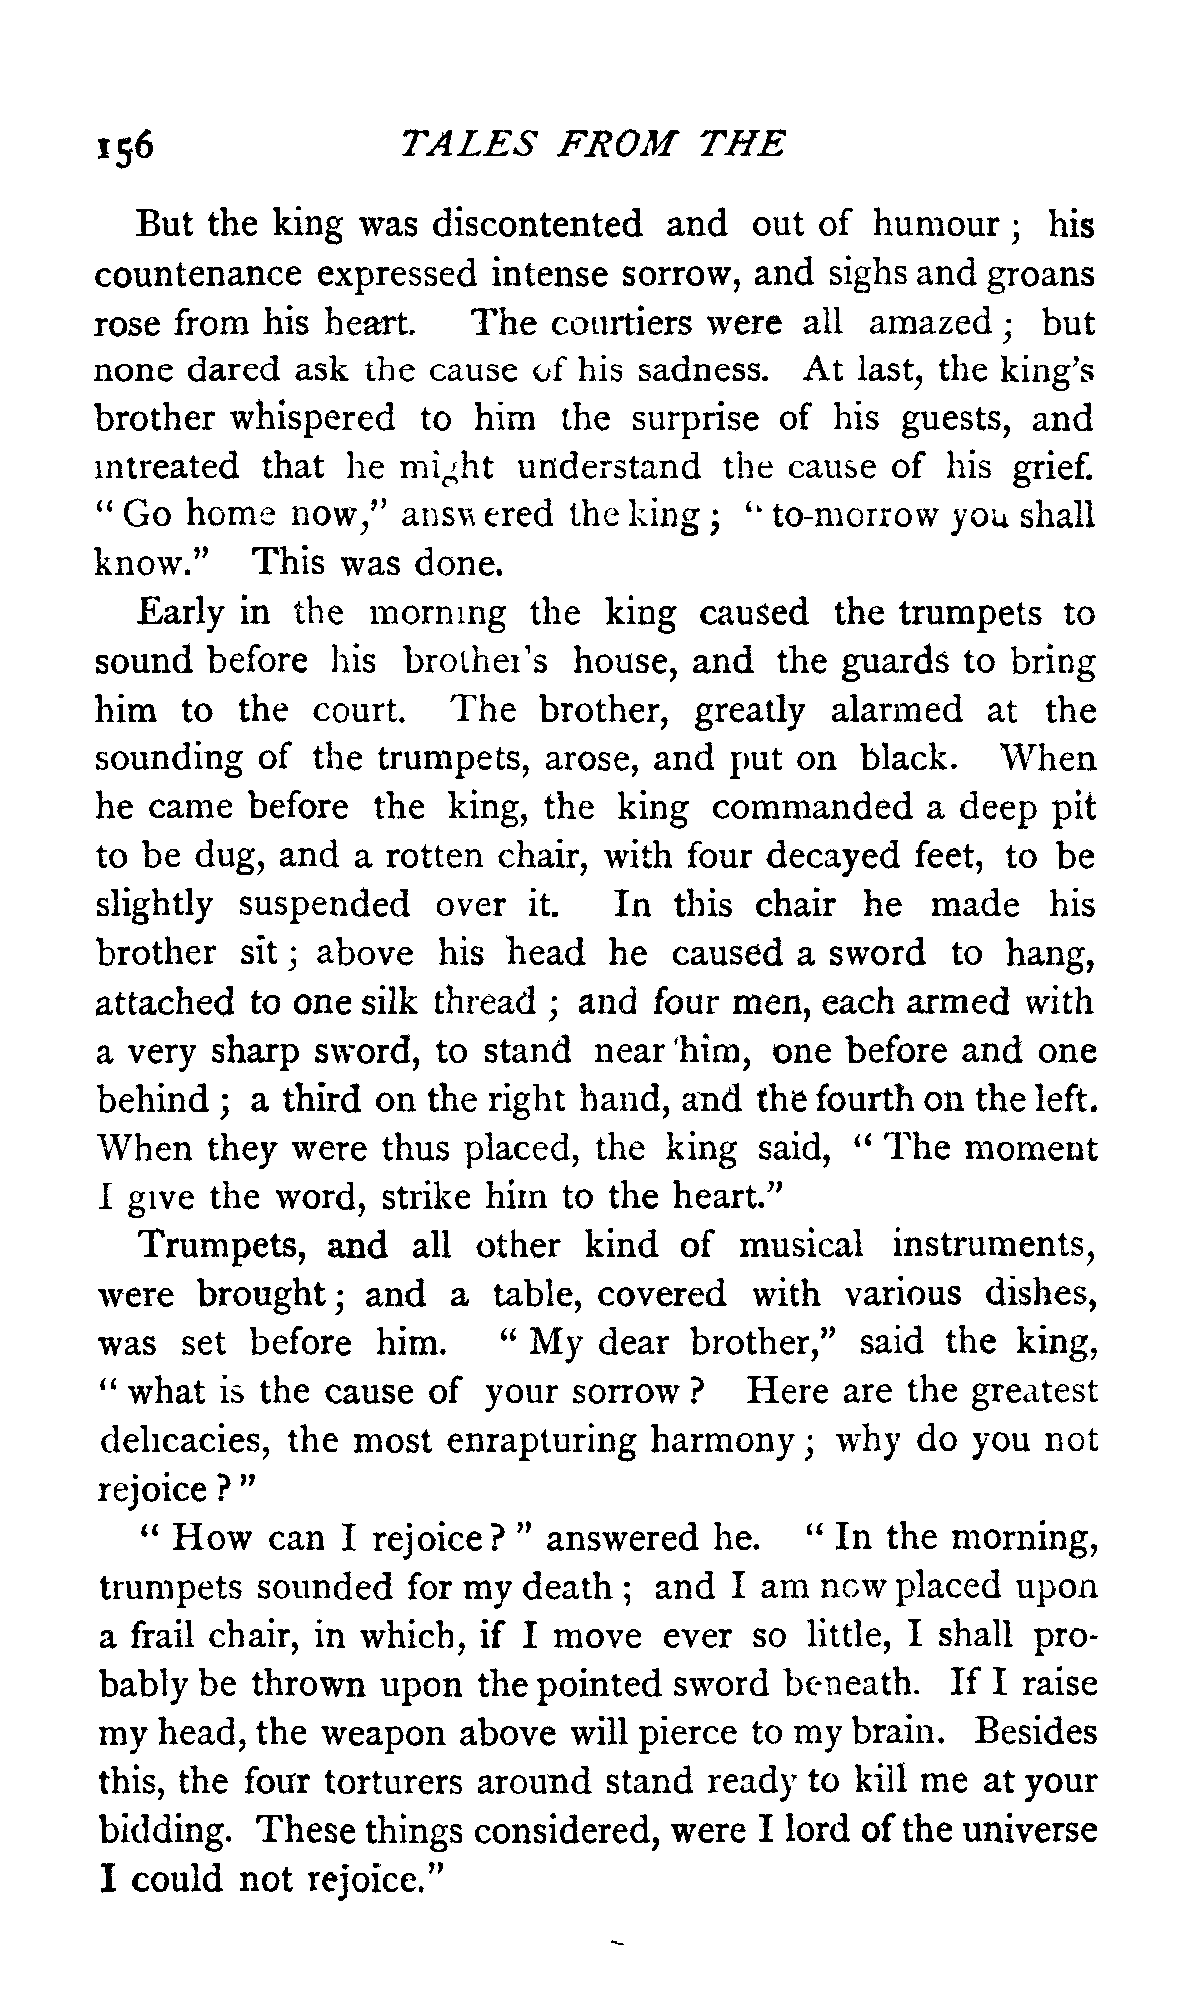 156 TALES FROM THE
But the king was discontented and out of humour; his
countenance expressed intense sorrow, and sighs and groans
rose from his heart. The courtiers were all amazed; but
none dared ask the cause of his sadness. At last, the king's
brother whispered to him the surprise of his guests, and
intreated that he might understand the cause of his grief.
"Go home now," answered the king; "to-morrow you shall
know." This was done.
Early in the morning the king caused the trumpets to
sound before his brother's house, and the guards to bring
him to the court. The brother, greatly alarmed at the
sounding of the trumpets, arose, and put on black. When
he came before the king, the king commanded a deep pit
to be dug, and a rotten chair, with four decayed feet, to be
slightly suspended over it. In this chair he made his
brother sit; above his head he caused a sword to hang,
attached to one silk thread; and four men, each armed with
a very sharp sword, to stand near him, one before and one
behind; a third on the right hand, and the fourth on the left.
When they were thus placed, the king said, "The moment
I give the word, strike him to the heart."
Trumpets, and all other kind of musical instruments,
were brought; and a table, covered with various dishes,
was set before him. "My dear brother," said the king,
"what is the cause of your sorrow? Here are the greatest
delicacies, the most enrapturing harmony; why do you not
rejoice?"
"How can I rejoice?" answered he. "In the morning,
trumpets sounded for my death; and I am now placed upon
a frail chair, in which, if I move ever so little, I shall pro-
bably be thrown upon the pointed sword beneath. If I raise
my head, the weapon above will pierce to my brain. Besides
this, the four torturers around stand ready to kill me at your
bidding. These things considered, were I lord of the universe
I could not rejoice."